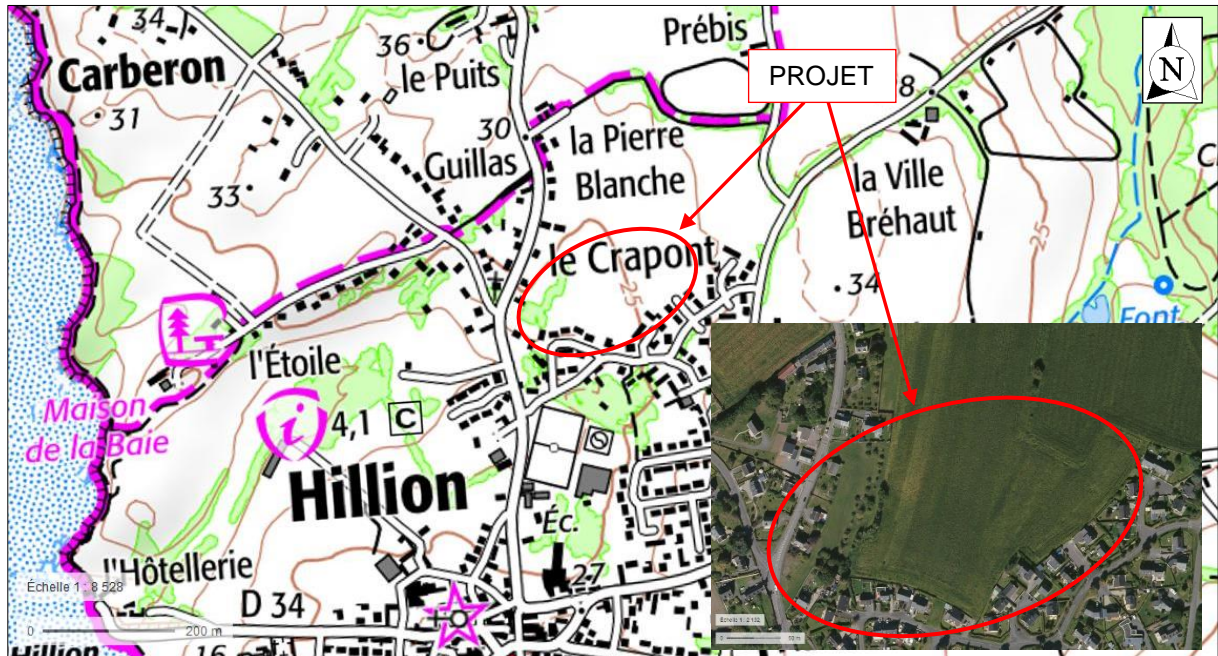 34
36
le Puits
Prébis
PROJET
N
Carberon
31
30
8
la Pierre
Blanche
Guillas
33
la Ville
Bréhaut
le Crapont
25
25
34
Font
l'Étoile
4,1 C
Maison
de la Baie
i
Hillion
Éc.
27
l'Hôtellerie
Échelle 1 : 8 528
D 34
0 200 m
16
Hillion